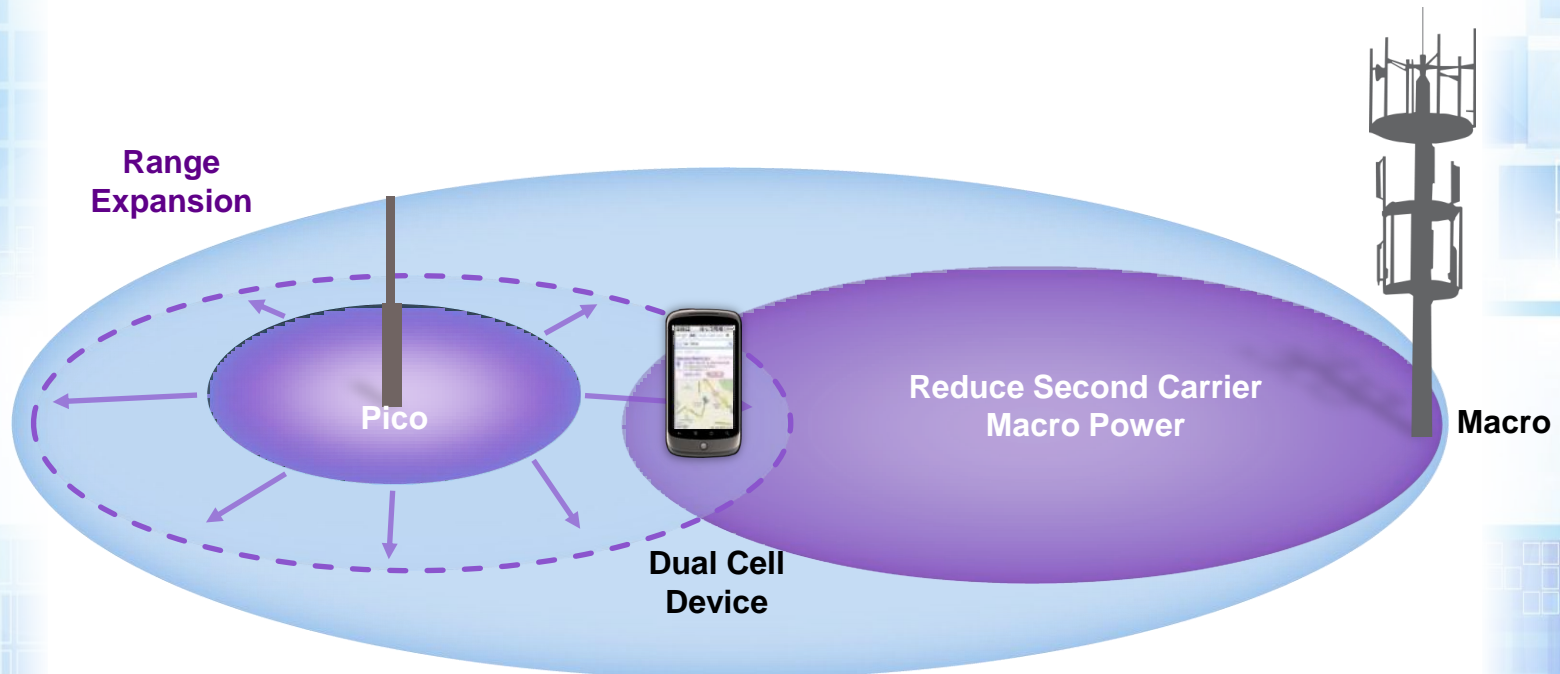 Range
Expansion
Pico
Reduce Second Carrier
Macro Power
Macro
Dual Cell
Device